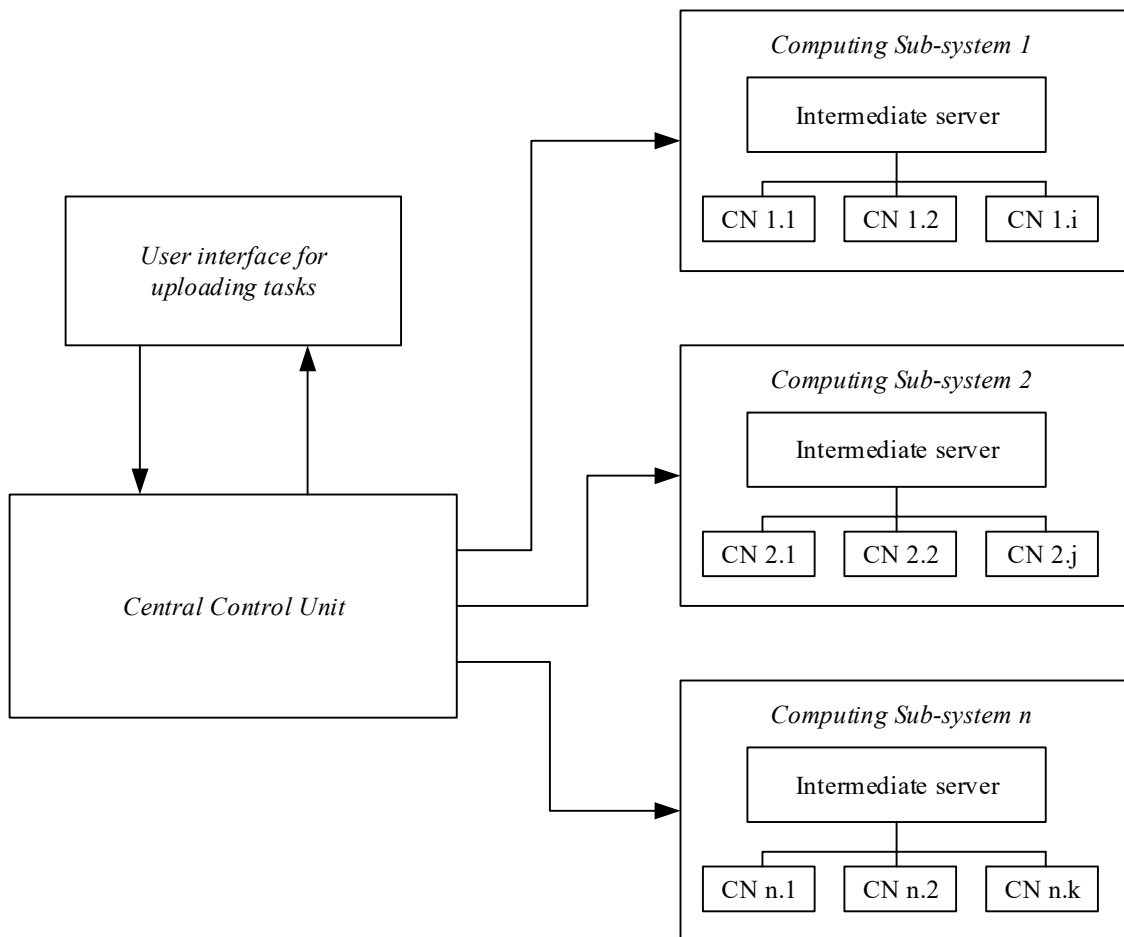 Computing Sub-system 1
Intermediate server
CN 1.1
CN 1.2
CN 1.i
User interface for
uploading tasks
Computing Sub-system 2
Intermediate server
CN 2.1
CN 2.2
CN 2.j
Central Control Unit
Computing Sub-system n
Intermediate server
CN n.1
CN n.2
CN n.k